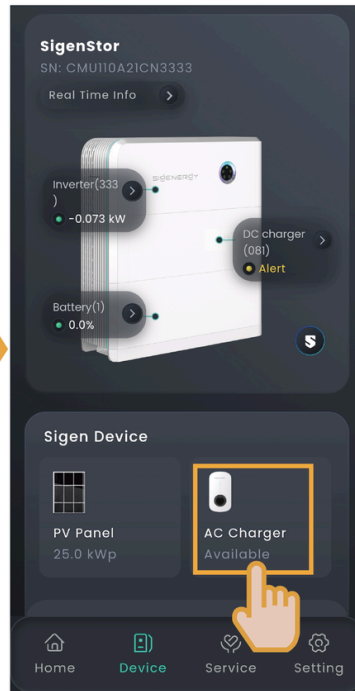 SigenStor
SN: CMU110A21CN3333
Real Time Info
SIGENERGY
Inverter(333
)
-0.073 kW
DC charger
(081)
Alert
Battery(1)
0.0%
S
Sigen Device
PV Panel
25.0 kWp
AC Charger
Available
Home
Device
Service
Setting